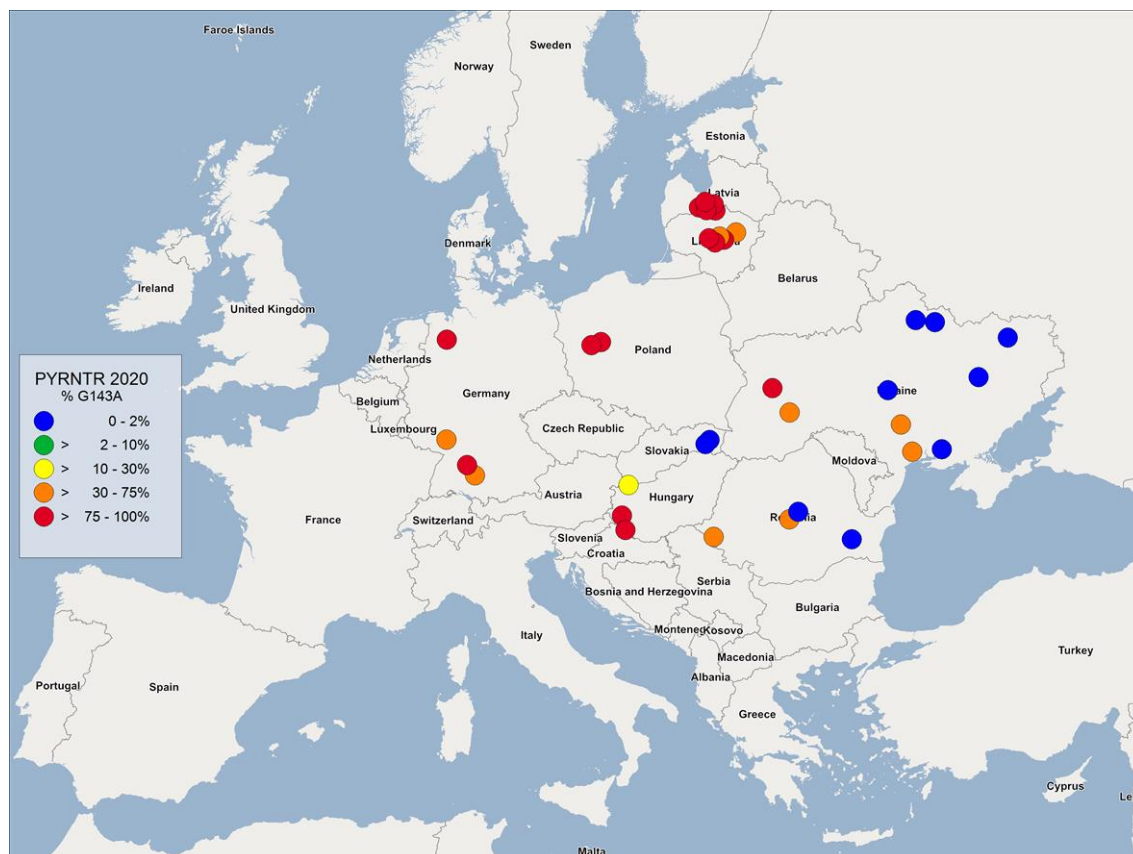 Faroe Islands
Sweden
Norway
Estonia
Latvia
Denmark
Belarus
Ireland
United Kingdom
Netherlands
Poland
Germany
Belgium
Luxembourg
Czech Republic
Slovakia
Moldova
Austria
Hungary
France
Switzerland
Slovenia
Croatia
Serbia
Bosnia and Herzegovina
Bulgaria
Kosovo
Italy
Macedonia
Turkey
Albania
Portugal
Spain
Greece
Cyprus
Malta
PYRNTR 2020
% G143A
0 - 2%
> 2 - 10%
> 10 - 30%
> 30 - 75%
> 75 - 100%